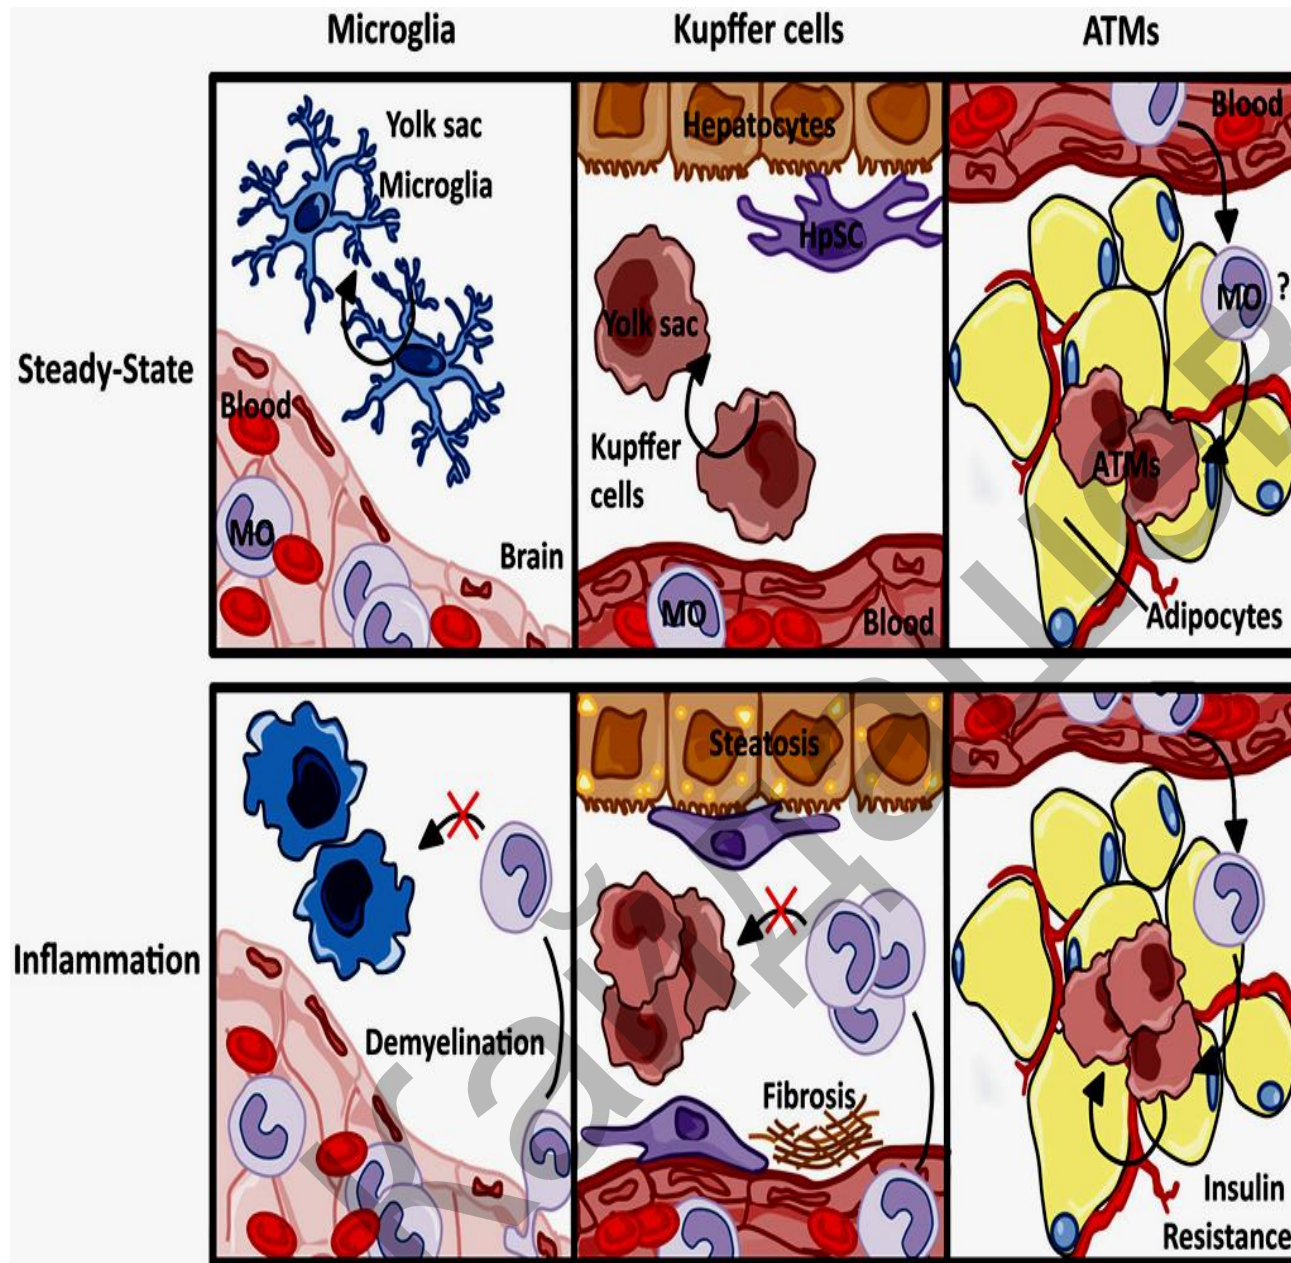 Microglia
Kupffer cells
ATMs
Steady-State
Yolk sac
Microglia
Blood
MO
Brain
Hepatocytes
HpSC
Yolk sac
Kupffer
cells
MO
Blood
Blood
MO ?
ATMs
Adipocytes
Inflammation
Demyelination
Steatosis
Fibrosis
Insulin
Resistance